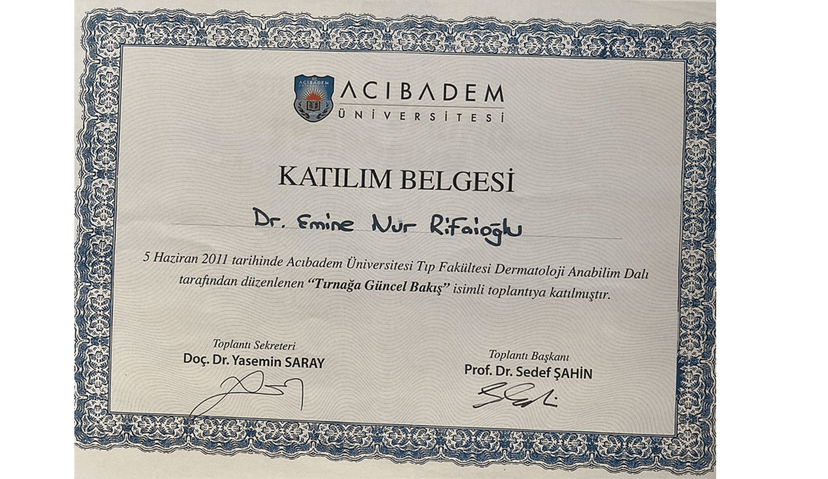 ACIBADEM
ACIBADEM
ÜNİVERSİTESİ
KATILIM BELGESİ
Dr. Emine Nur Rifaioğlu
5 Haziran 2011 tarihinde Acıbadem Üniversitesi Tıp Fakültesi Dermatoloji Anabilim Dalı
tarafından düzenlenen “Tırnağa Güncel Bakış” isimli toplantıya katılmıştır.
Toplantı Sekreteri
Doç. Dr. Yasemin SARAY
Toplantı Başkanı
Prof. Dr. Sedef ŞAHİN